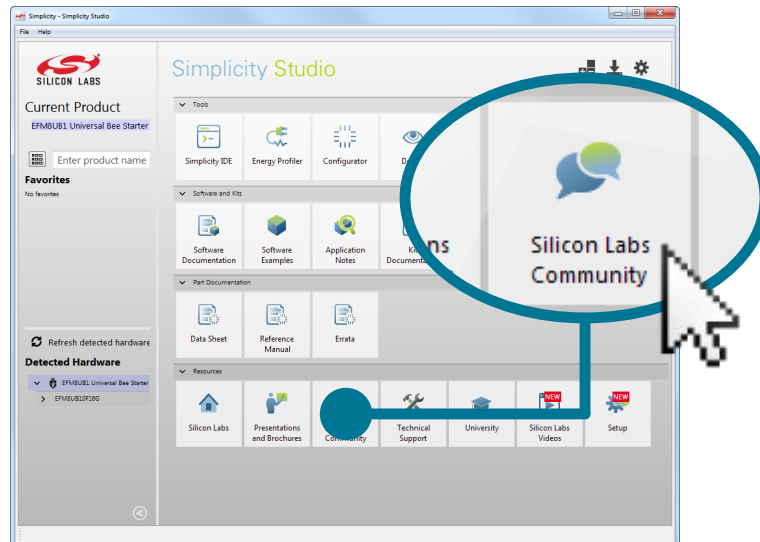 Simplicity - Simplicity Studio
File Help
SILICON LABS
Simplicity Studio
Current Product
EFM8UB1 Universal Bee Starter
Enter product name
Favorites
No favorites
Tools
Simplicity IDE
Energy Profiler
Configurator
Software and Kits
Software
Documentation
Software
Examples
Application
Notes
Silicon Labs
Community
Part Documentation
Data Sheet
Reference
Manual
Errata
Refresh detected hardware
Detected Hardware
EFM8UB1 Universal Bee Starter
EFM8UB10F16G
Resources
Silicon Labs
Presentations
and Brochures
Community
Technical
Support
University
NEW
Silicon Labs
Videos
NEW
Setup